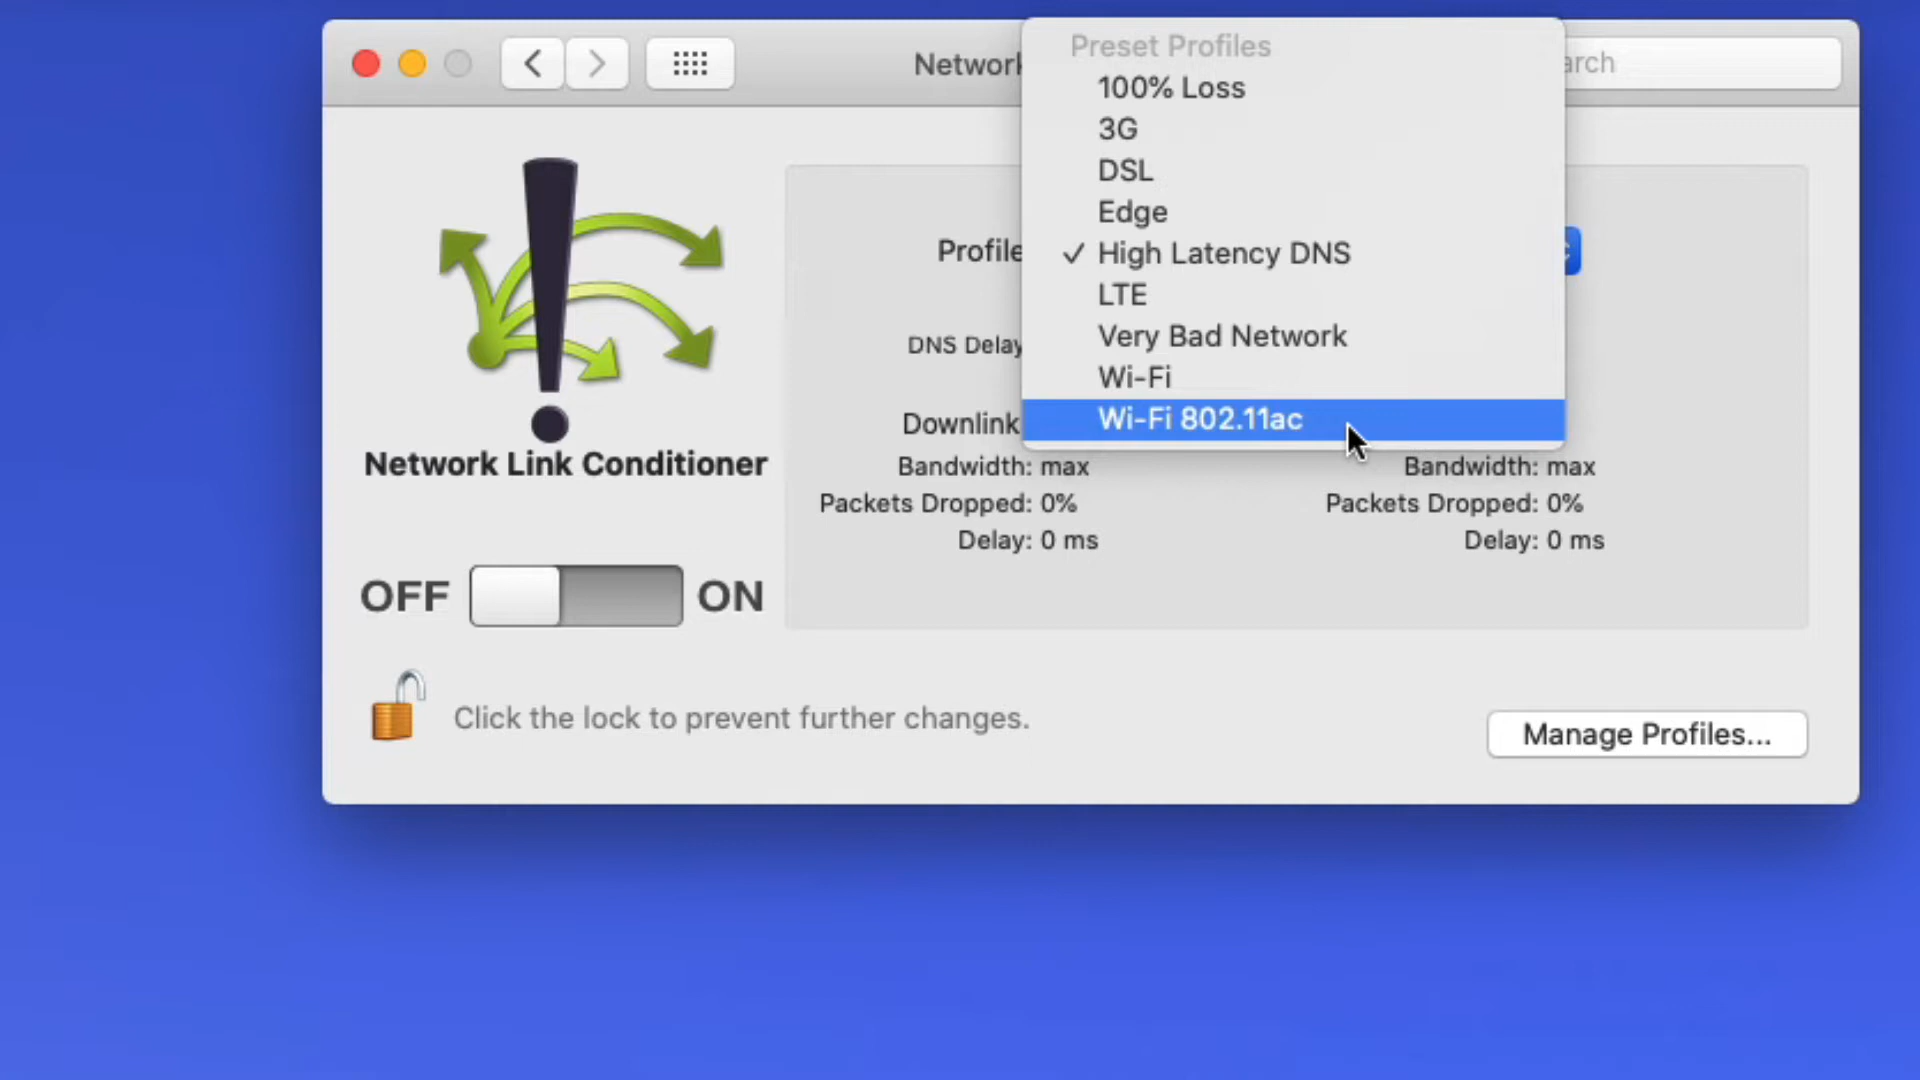 Network
Preset Profiles
100% Loss
3G
DSL
Edge
✓ High Latency DNS
LTE
Very Bad Network
Wi-Fi
Wi-Fi 802.11ac
arch
Profile
DNS Delay
Downlink
Bandwidth: max
Packets Dropped: 0%
Delay: 0 ms
Bandwidth: max
Packets Dropped: 0%
Delay: 0 ms
Network Link Conditioner
OFF ON
Click the lock to prevent further changes.
Manage Profiles...